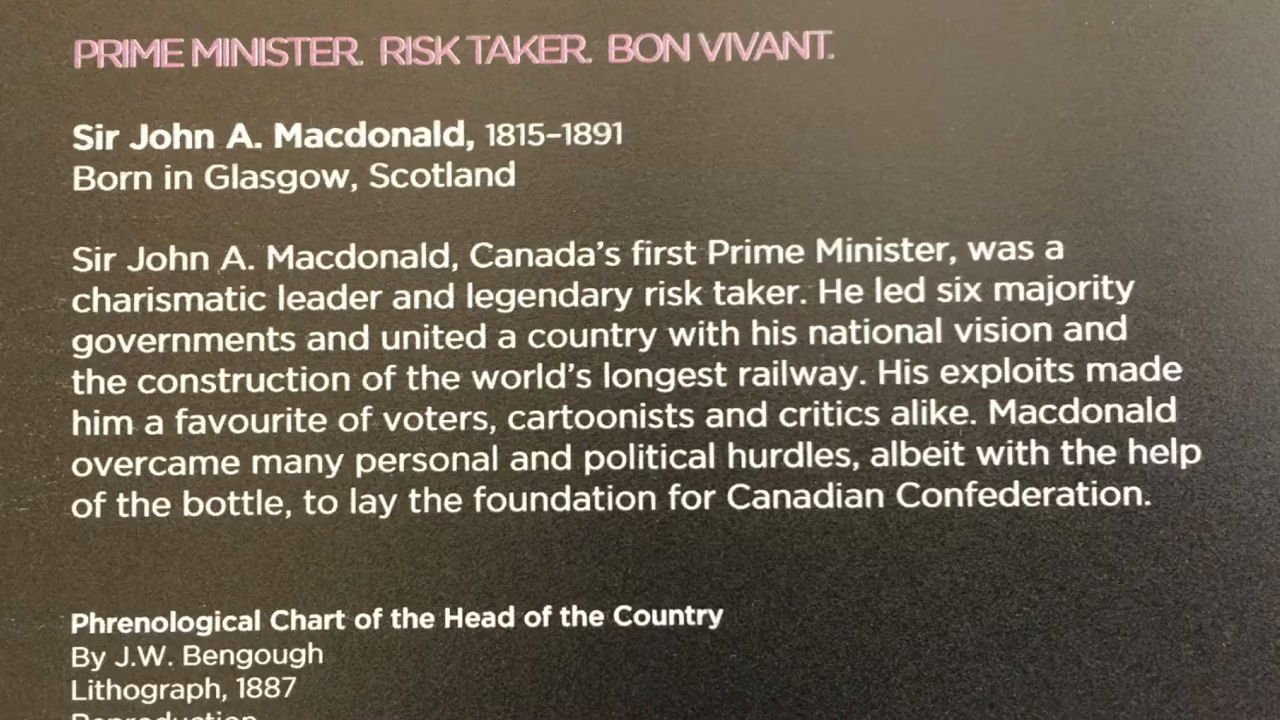 PRIME MINISTER. RISK TAKER. BON VIVANT.
Sir John A. Macdonald, 1815–1891
Born in Glasgow, Scotland
Sir John A. Macdonald, Canada's first Prime Minister, was a
charismatic leader and legendary risk taker. He led six majority
governments and united a country with his national vision and
the construction of the world's longest railway. His exploits made
him a favourite of voters, cartoonists and critics alike. Macdonald
overcame many personal and political hurdles, albeit with the help
of the bottle, to lay the foundation for Canadian Confederation.
Phrenological Chart of the Head of the Country
By J.W. Bengough
Lithograph, 1887
Reproduction